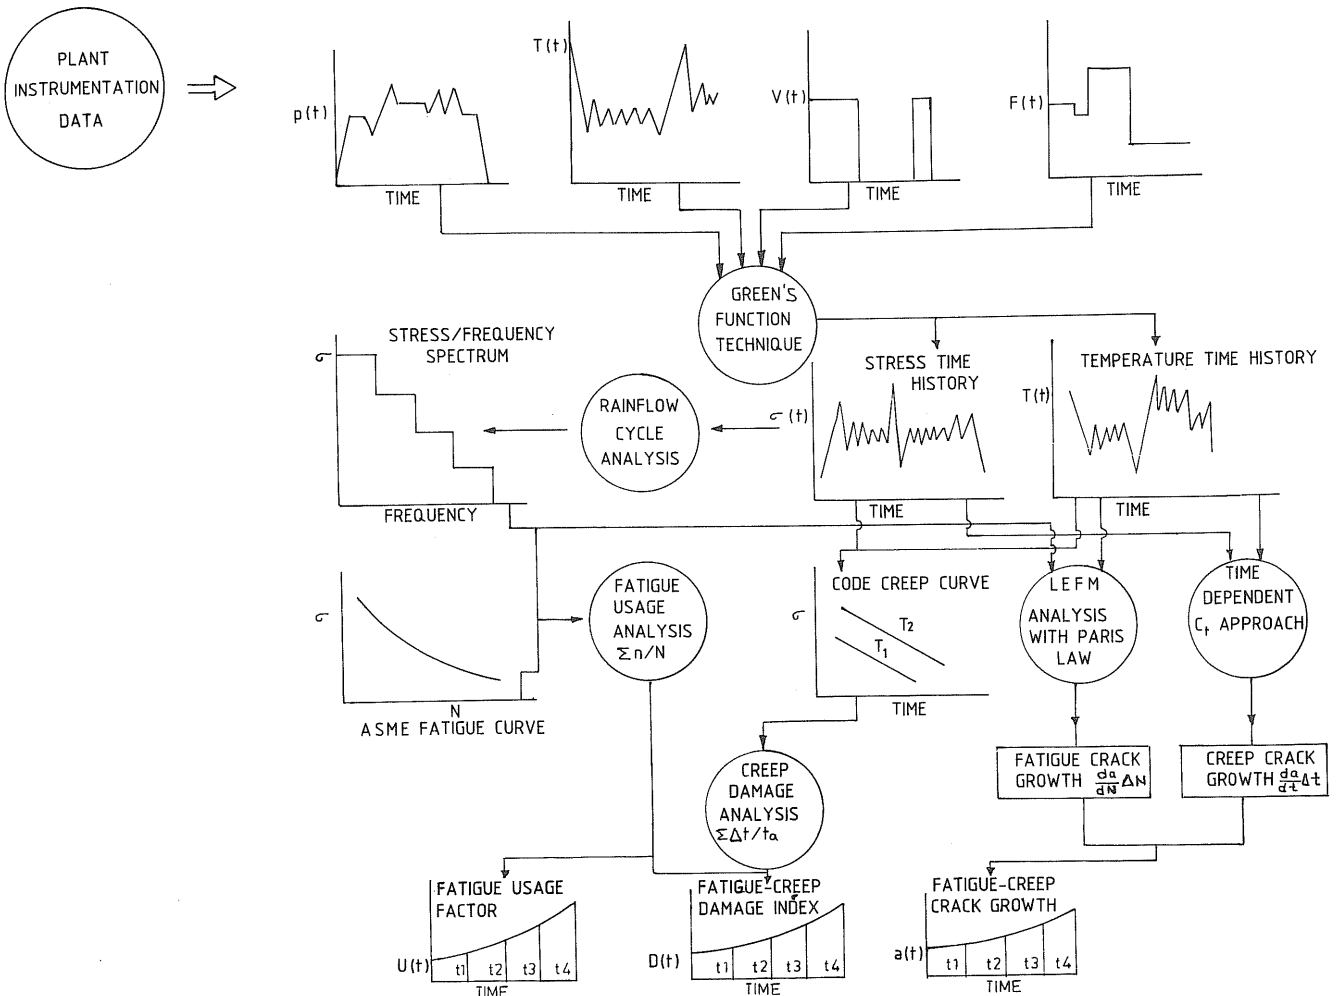 PLANT
INSTRUMENTATION
DATA
p(t)
TIME
T(t)
TIME
V(t)
TIME
F(t)
TIME
GREEN'S
FUNCTION
TECHNIQUE
STRESS/FREQUENCY
SPECTRUM
σ
FREQUENCY
RAINFLOW
CYCLE
ANALYSIS
STRESS TIME
HISTORY
σ(t)
TIME
TEMPERATURE TIME HISTORY
T(t)
TIME
σ
N
ASME FATIGUE CURVE
FATIGUE
USAGE
ANALYSIS
Σn/N
CODE CREEP CURVE
σ
T2
T1
TIME
LEFM
ANALYSIS
WITH PARIS
LAW
TIME
DEPENDENT
Ct APPROACH
CREEP
DAMAGE
ANALYSIS
ΣΔt/ta
FATIGUE CRACK
GROWTH da/dN ΔN
CREEP CRACK
GROWTH da/dt Δt
FATIGUE USAGE
FACTOR
U(t)
t1 t2 t3 t4
TIME
FATIGUE-CREEP
DAMAGE INDEX
D(t)
t1 t2 t3 t4
TIME
FATIGUE-CREEP
CRACK GROWTH
a(t)
t1 t2 t3 t4
TIME